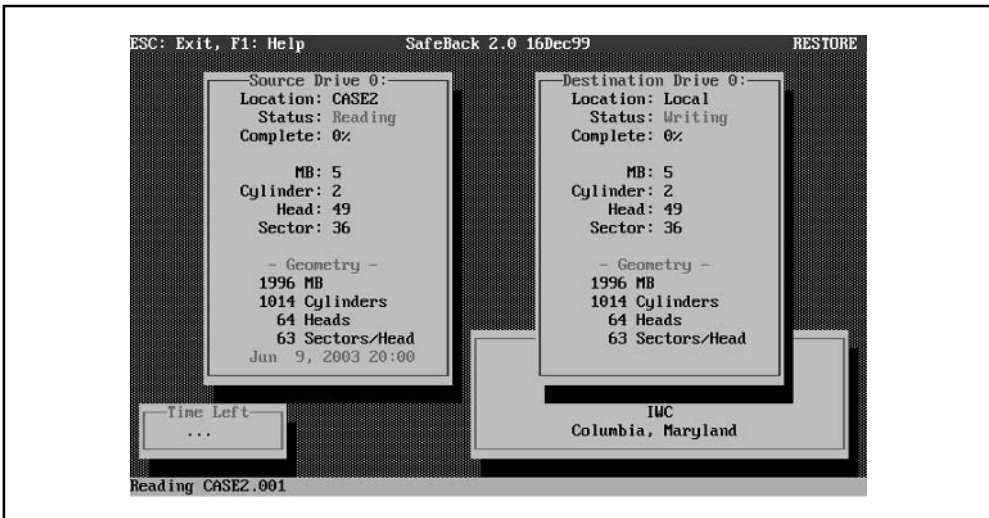 ESC: Exit, F1: Help SafeBack 2.0 16Dec99 RESTORE
Source Drive 0:
Location: CASE2
Status: Reading
Complete: 0%
MB: 5
Cylinder: 2
Head: 49
Sector: 36
- Geometry -
1996 MB
1014 Cylinders
64 Heads
63 Sectors/Head
Jun 9, 2003 20:00
Destination Drive 0:
Location: Local
Status: Writing
Complete: 0%
MB: 5
Cylinder: 2
Head: 49
Sector: 36
- Geometry -
1996 MB
1014 Cylinders
64 Heads
63 Sectors/Head
IWC
Columbia, Maryland
Time Left
...
Reading CASE2.001